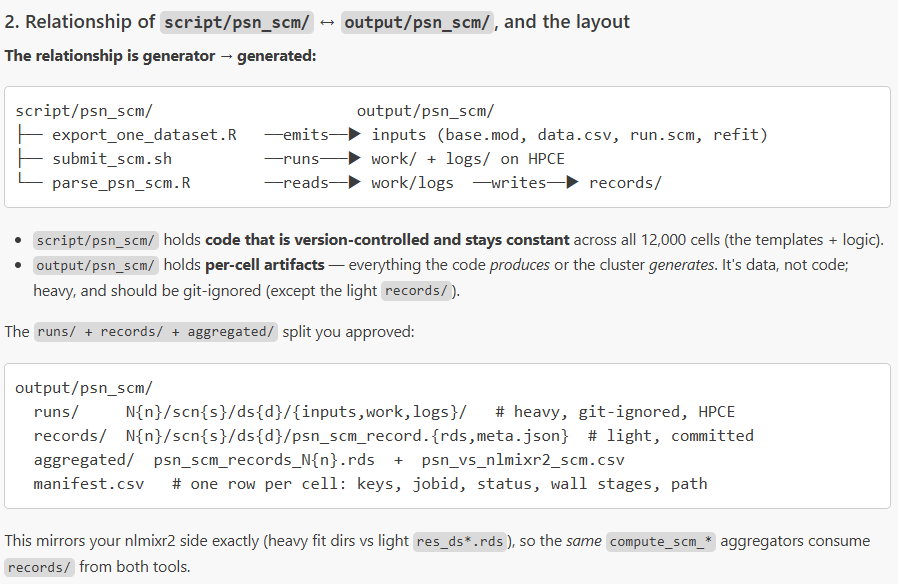 2. Relationship of script/psn_scm/ ↔ output/psn_scm/, and the layout
The relationship is generator → generated:
script/psn_scm/                      output/psn_scm/
├── export_one_dataset.R   ──emits──▶ inputs (base.mod, data.csv, run.scm, refit)
├── submit_scm.sh          ──runs───▶ work/ + logs/ on HPCE
└── parse_psn_scm.R        ──reads──▶ work/logs  ──writes──▶ records/
• script/psn_scm/ holds code that is version-controlled and stays constant across all 12,000 cells (the templates + logic).
• output/psn_scm/ holds per-cell artifacts — everything the code produces or the cluster generates. It's data, not code;
heavy, and should be git-ignored (except the light records/).
The runs/ + records/ + aggregated/ split you approved:
output/psn_scm/
  runs/     N{n}/scn{s}/ds{d}/{inputs,work,logs}/   # heavy, git-ignored, HPCE
  records/  N{n}/scn{s}/ds{d}/psn_scm_record.{rds,meta.json}  # light, committed
  aggregated/  psn_scm_records_N{n}.rds  +  psn_vs_nlmixr2_scm.csv
  manifest.csv   # one row per cell: keys, jobid, status, wall stages, path
This mirrors your nlmixr2 side exactly (heavy fit dirs vs light res_ds*.rds), so the same compute_scm_* aggregators consume
records/ from both tools.